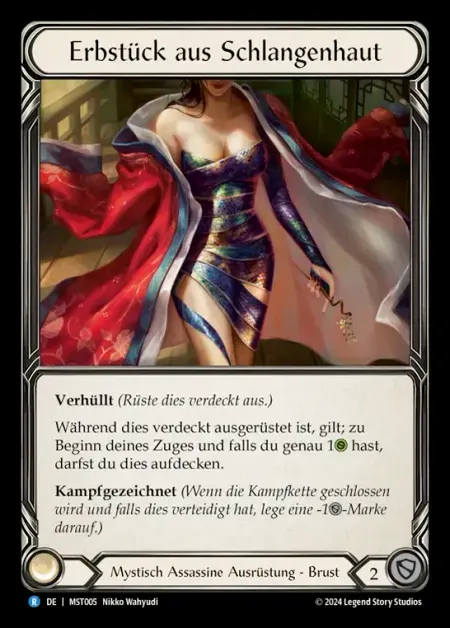 Erbstück aus Schlangenhaut
Verhüllt (Rüste dies verdeckt aus.)
Während dies verdeckt ausgerüstet ist, gilt; zu
Beginn deines Zuges und falls du genau 1 hast,
darfst du dies aufdecken.
Kampfgezeichnet (Wenn die Kampfkette geschlossen
wird und falls dies verteidigt hat, lege eine -1-Marke
darauf.)
Mystisch Assassine Ausrüstung - Brust
2
R DE | MST005 Nikko Wahyudi
© 2024 Legend Story Studios